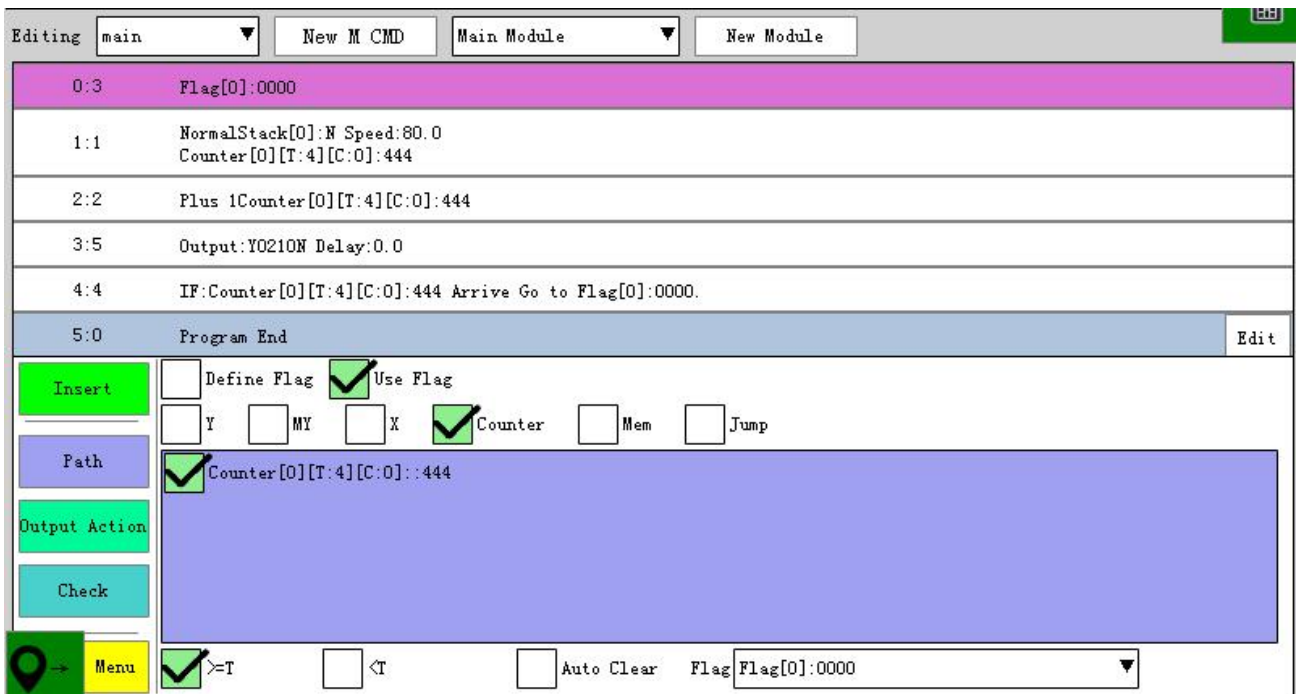 Editing main New M CMD Main Module New Module
0:3 Flag[0]:0000
1:1 NormalStack[0]:N Speed:80.0
Counter[0][T:4][C:0]:444
2:2 Plus 1Counter[0][T:4][C:0]:444
3:5 Output:Y021ON Delay:0.0
4:4 IF:Counter[0][T:4][C:0]:444 Arrive Go to Flag[0]:0000.
5:0 Program End Edit
Insert Define Flag Use Flag
Y MY X Counter Mem Jump
Path Counter[0][T:4][C:0]::444
Output Action
Check
Menu >=T <T Auto Clear Flag Flag[0]:0000